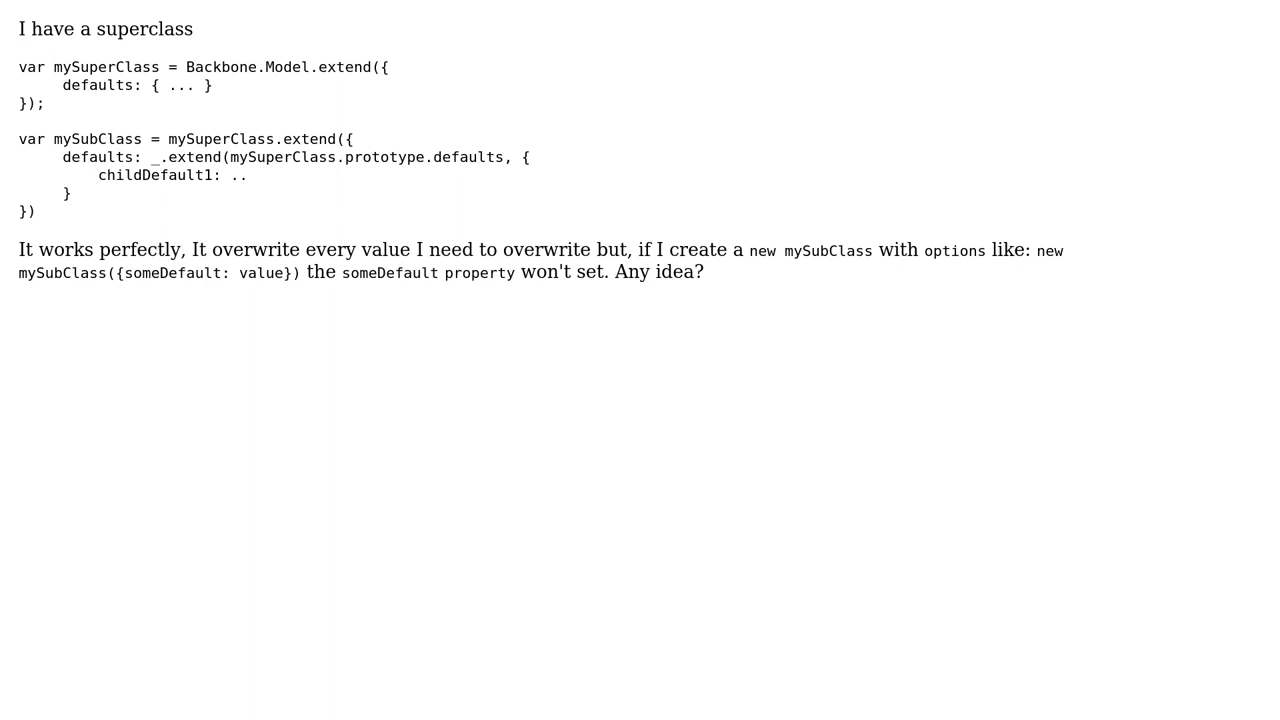 I have a superclass
var mySuperClass = Backbone.Model.extend({
     defaults: { ... }
});
var mySubClass = mySuperClass.extend({
     defaults: _.extend(mySuperClass.prototype.defaults, {
         childDefault1: ..
     }
})
It works perfectly, It overwrite every value I need to overwrite but, if I create a new mySubClass with options like: new
mySubClass({someDefault: value}) the someDefault property won't set. Any idea?